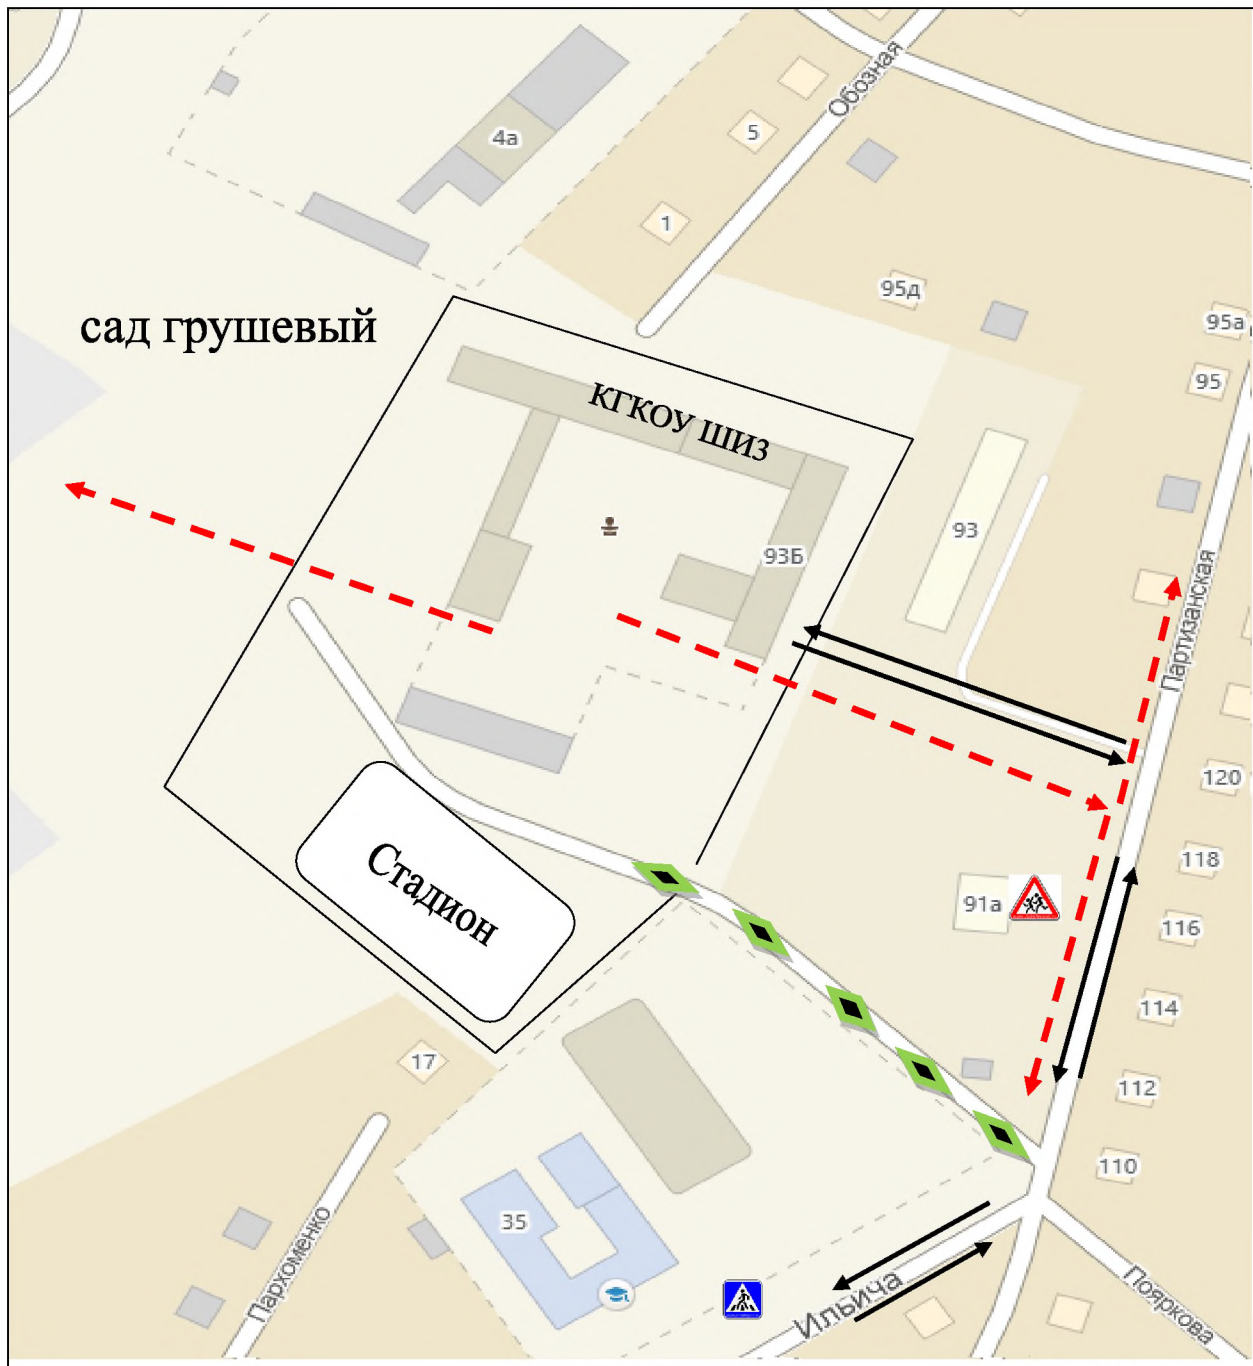 Обозная
4а
5
1
95д
95а
сад грушевый
95
КГКОУ ШИ3
93
93Б
Партизанская
120
Стадион
118
91а
116
114
17
112
110
35
Пархоменко
Ильича
Пояркова